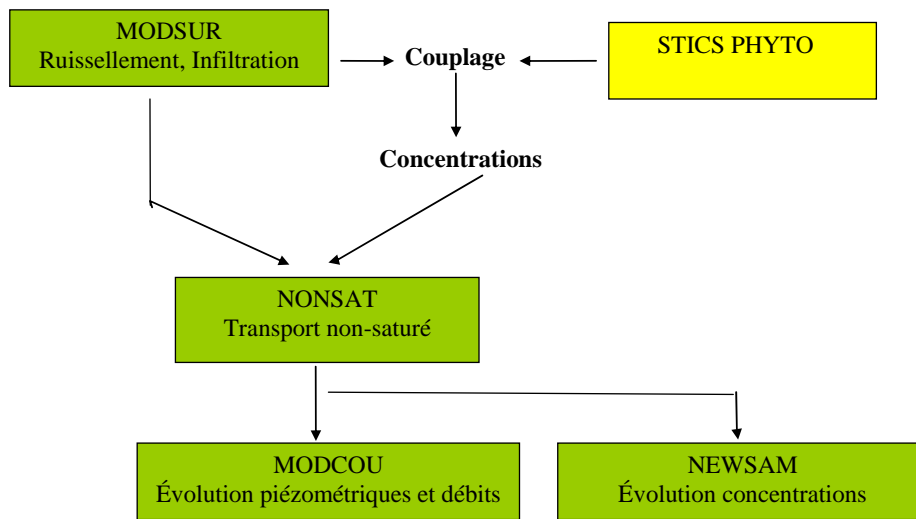 MODSUR
Ruissellement, Infiltration
Couplage
STICS PHYTO
Concentrations
NONSAT
Transport non-saturé
MODCOU
Évolution piézométriques et débits
NEWSAM
Évolution concentrations